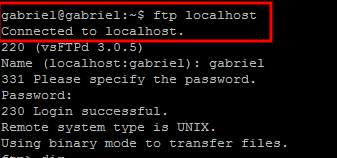 gabriel@gabriel:~$ ftp localhost
Connected to localhost.
220 (vsFTPd 3.0.5)
Name (localhost:gabriel): gabriel
331 Please specify the password.
Password:
230 Login successful.
Remote system type is UNIX.
Using binary mode to transfer files.
ftp> dir